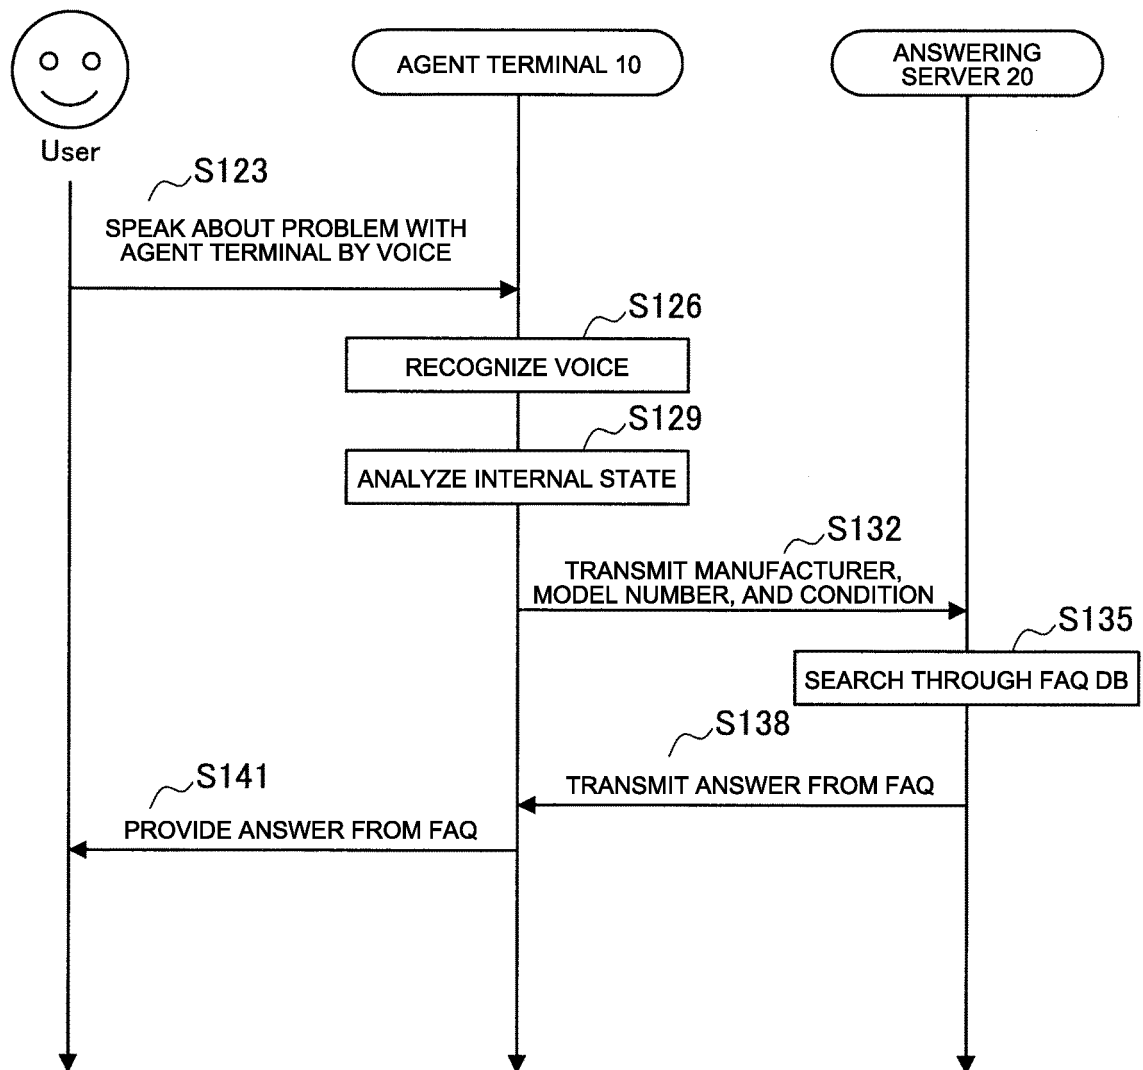 User
AGENT TERMINAL 10
ANSWERING
SERVER 20
S123
SPEAK ABOUT PROBLEM WITH
AGENT TERMINAL BY VOICE
S126
RECOGNIZE VOICE
S129
ANALYZE INTERNAL STATE
S132
TRANSMIT MANUFACTURER,
MODEL NUMBER, AND CONDITION
S135
SEARCH THROUGH FAQ DB
S138
TRANSMIT ANSWER FROM FAQ
S141
PROVIDE ANSWER FROM FAQ